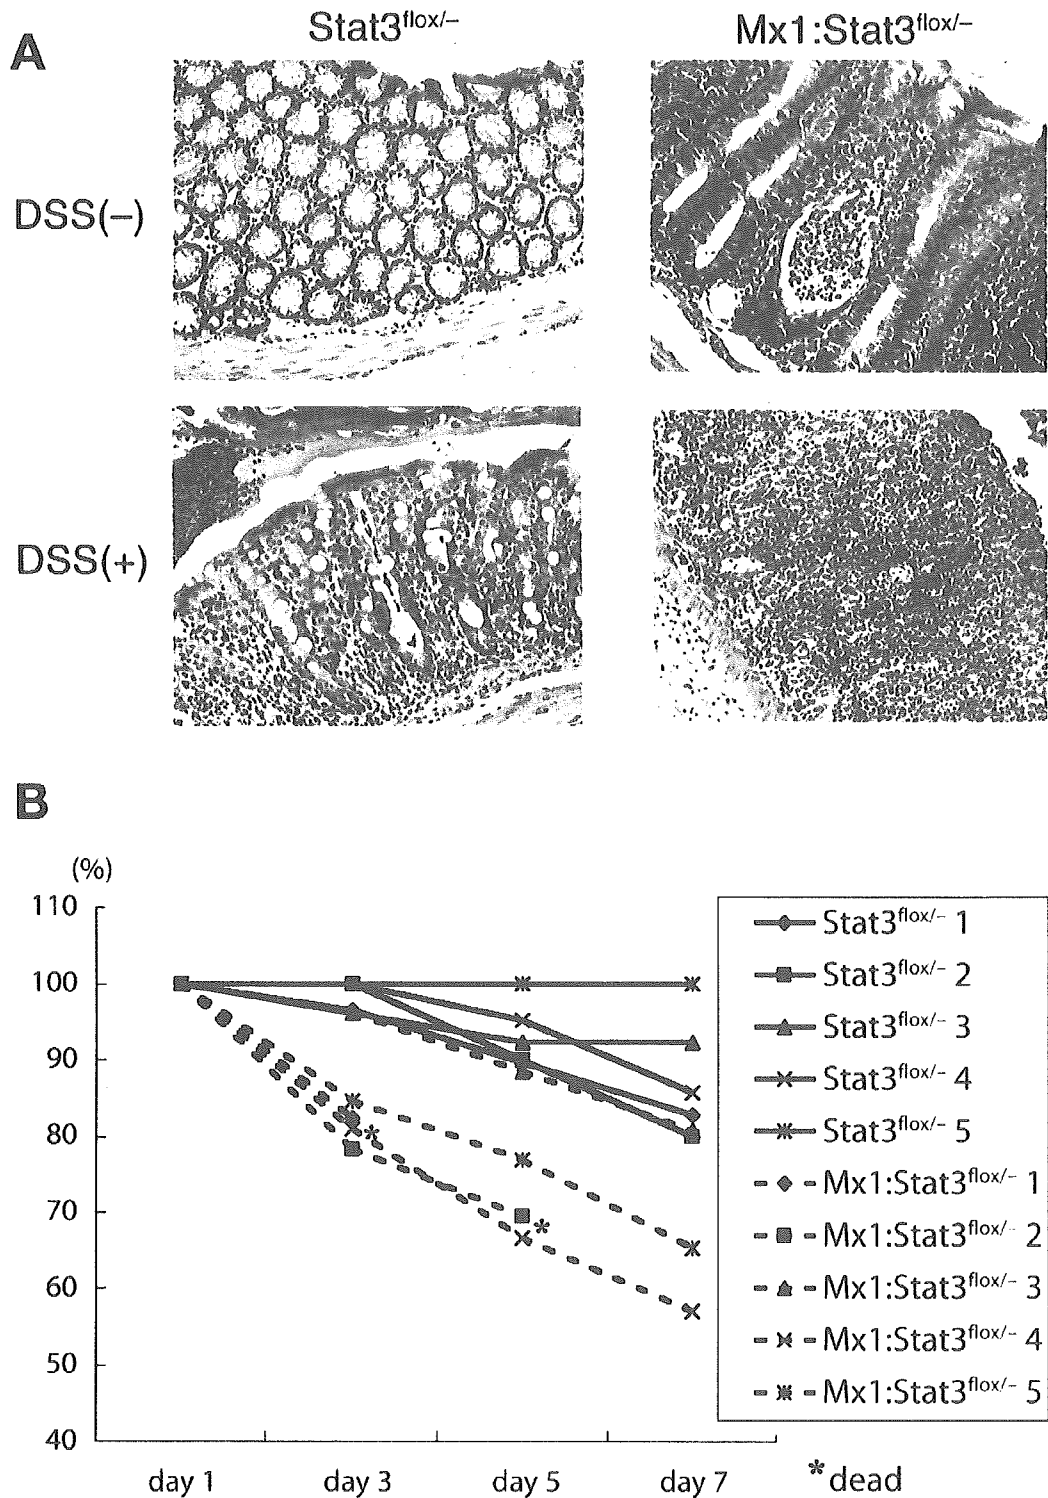 A
Stat3flox/–
Mx1:Stat3flox/–
DSS(–)
DSS(+)
B
(%)
110
100
90
80
70
60
50
40
day 1
day 3
day 5
day 7
*
*
Stat3flox/– 1
Stat3flox/– 2
Stat3flox/– 3
Stat3flox/– 4
Stat3flox/– 5
Mx1:Stat3flox/– 1
Mx1:Stat3flox/– 2
Mx1:Stat3flox/– 3
Mx1:Stat3flox/– 4
Mx1:Stat3flox/– 5
*dead